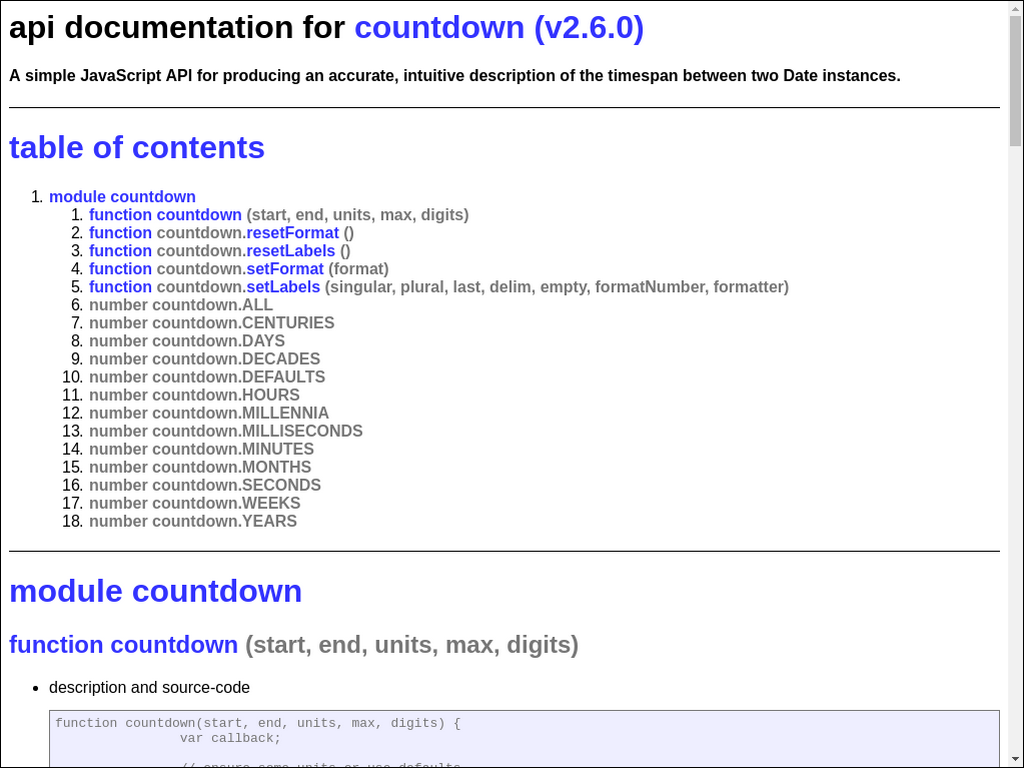 api documentation for countdown (v2.6.0)
A simple JavaScript API for producing an accurate, intuitive description of the timespan between two Date instances.
table of contents
1. module countdown
1. function countdown (start, end, units, max, digits)
2. function countdown.resetFormat ()
3. function countdown.resetLabels ()
4. function countdown.setFormat (format)
5. function countdown.setLabels (singular, plural, last, delim, empty, formatNumber, formatter)
6. number countdown.ALL
7. number countdown.CENTURIES
8. number countdown.DAYS
9. number countdown.DECADES
10. number countdown.DEFAULTS
11. number countdown.HOURS
12. number countdown.MILLENNIA
13. number countdown.MILLISECONDS
14. number countdown.MINUTES
15. number countdown.MONTHS
16. number countdown.SECONDS
17. number countdown.WEEKS
18. number countdown.YEARS
module countdown
function countdown (start, end, units, max, digits)
• description and source-code
function countdown(start, end, units, max, digits) {
var callback;
// ensure some units or use defaults